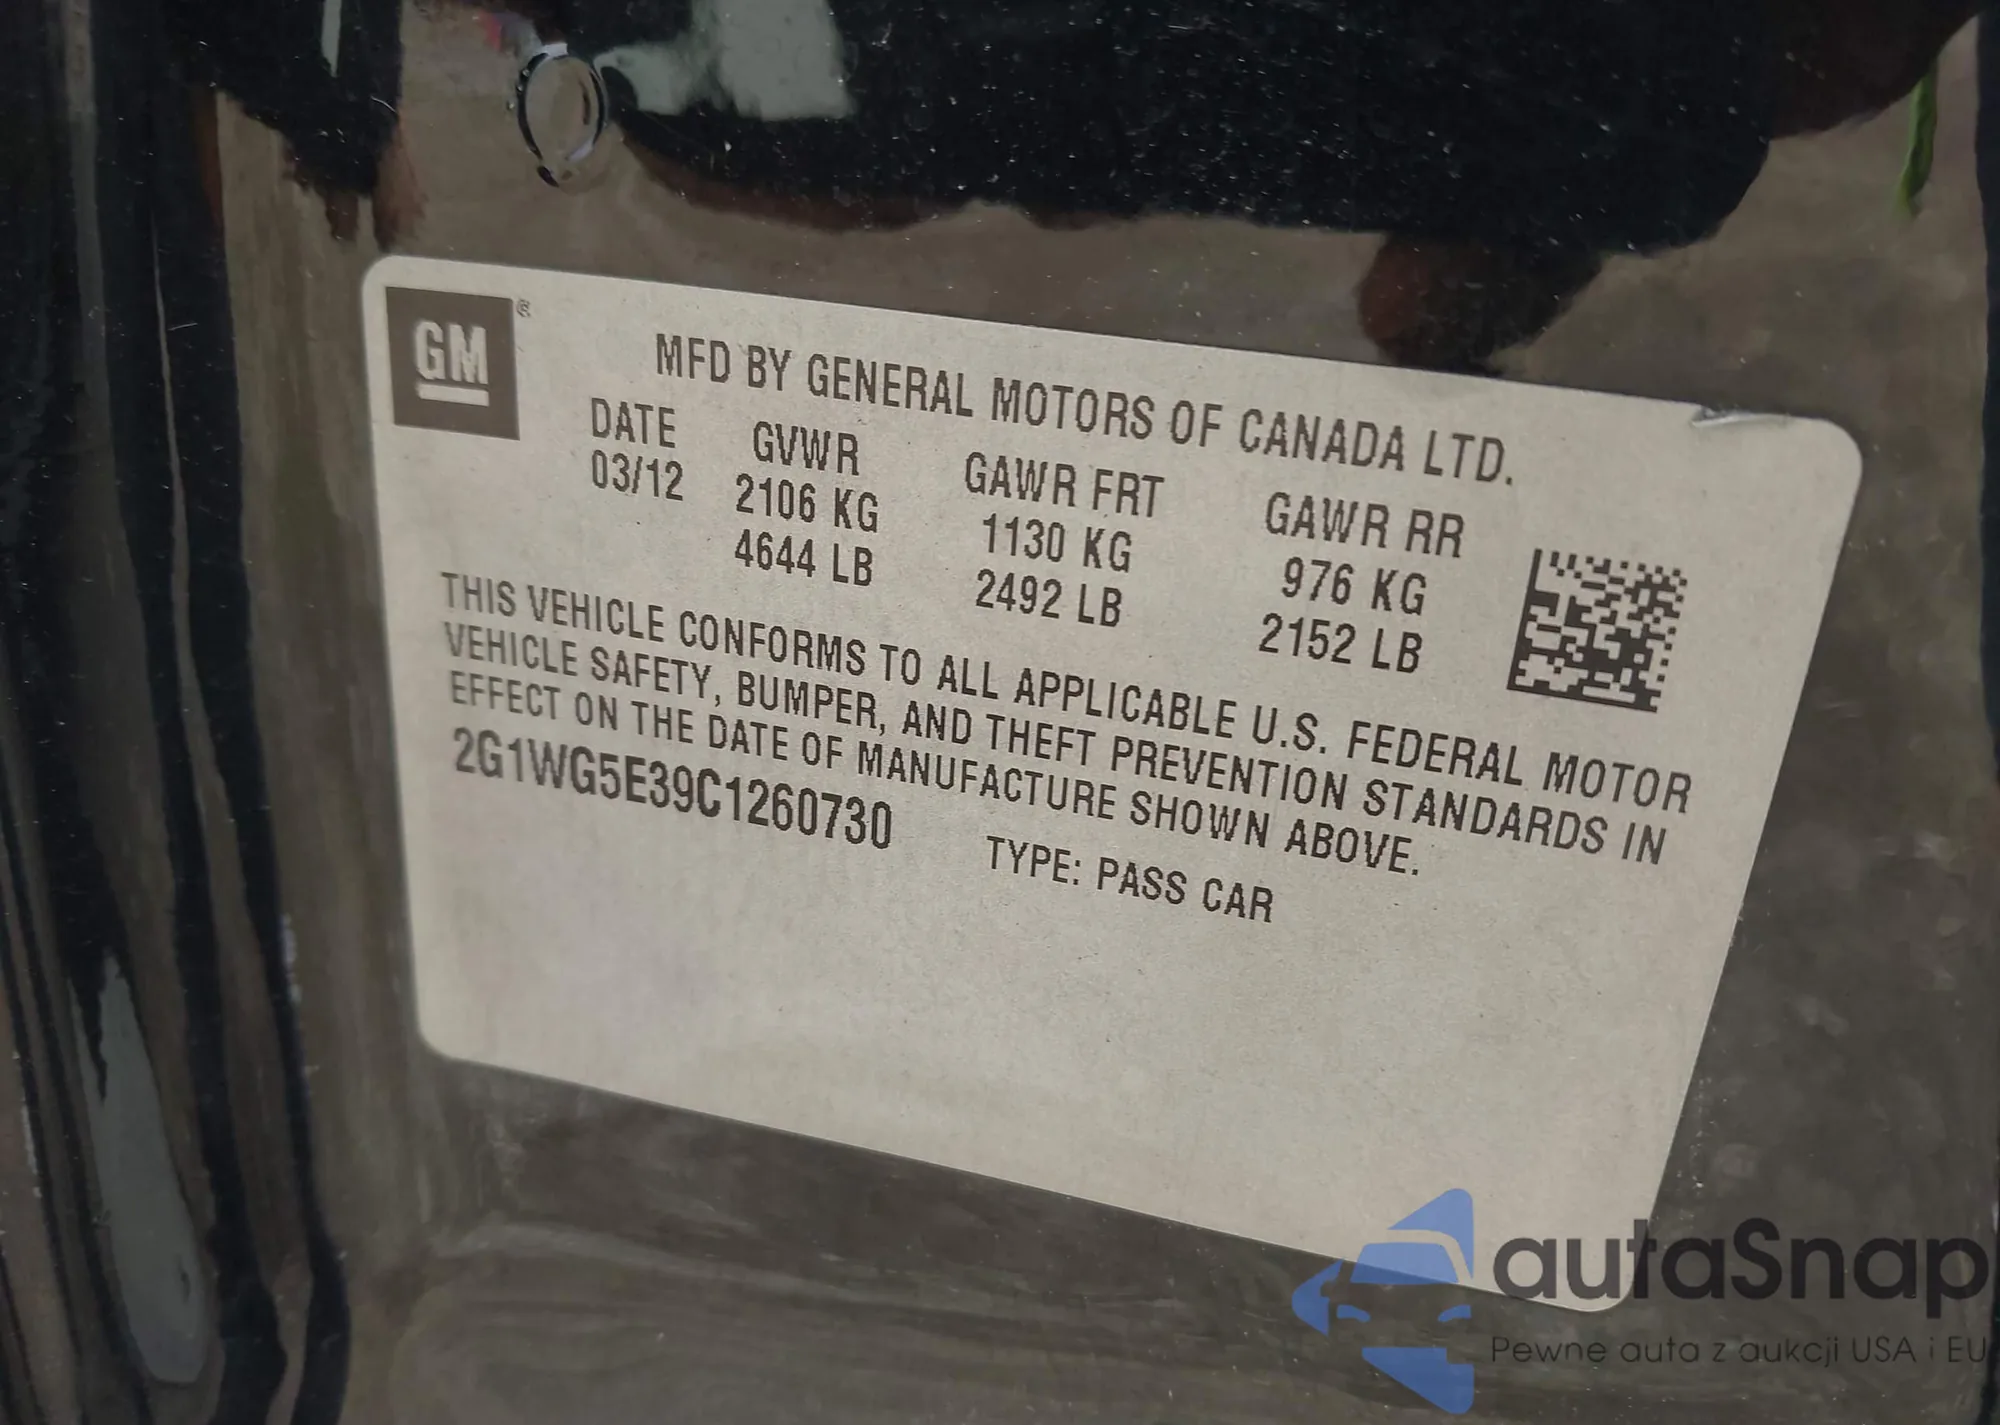 GM ®
MFD BY GENERAL MOTORS OF CANADA LTD.
DATE GVWR GAWR FRT GAWR RR
03/12 2106 KG 1130 KG 976 KG
4644 LB 2492 LB 2152 LB
THIS VEHICLE CONFORMS TO ALL APPLICABLE U.S. FEDERAL MOTOR
VEHICLE SAFETY, BUMPER, AND THEFT PREVENTION STANDARDS IN
EFFECT ON THE DATE OF MANUFACTURE SHOWN ABOVE.
2G1WG5E39C1260730 TYPE: PASS CAR
autaSnap
Pewne auta z aukcji USA i EU